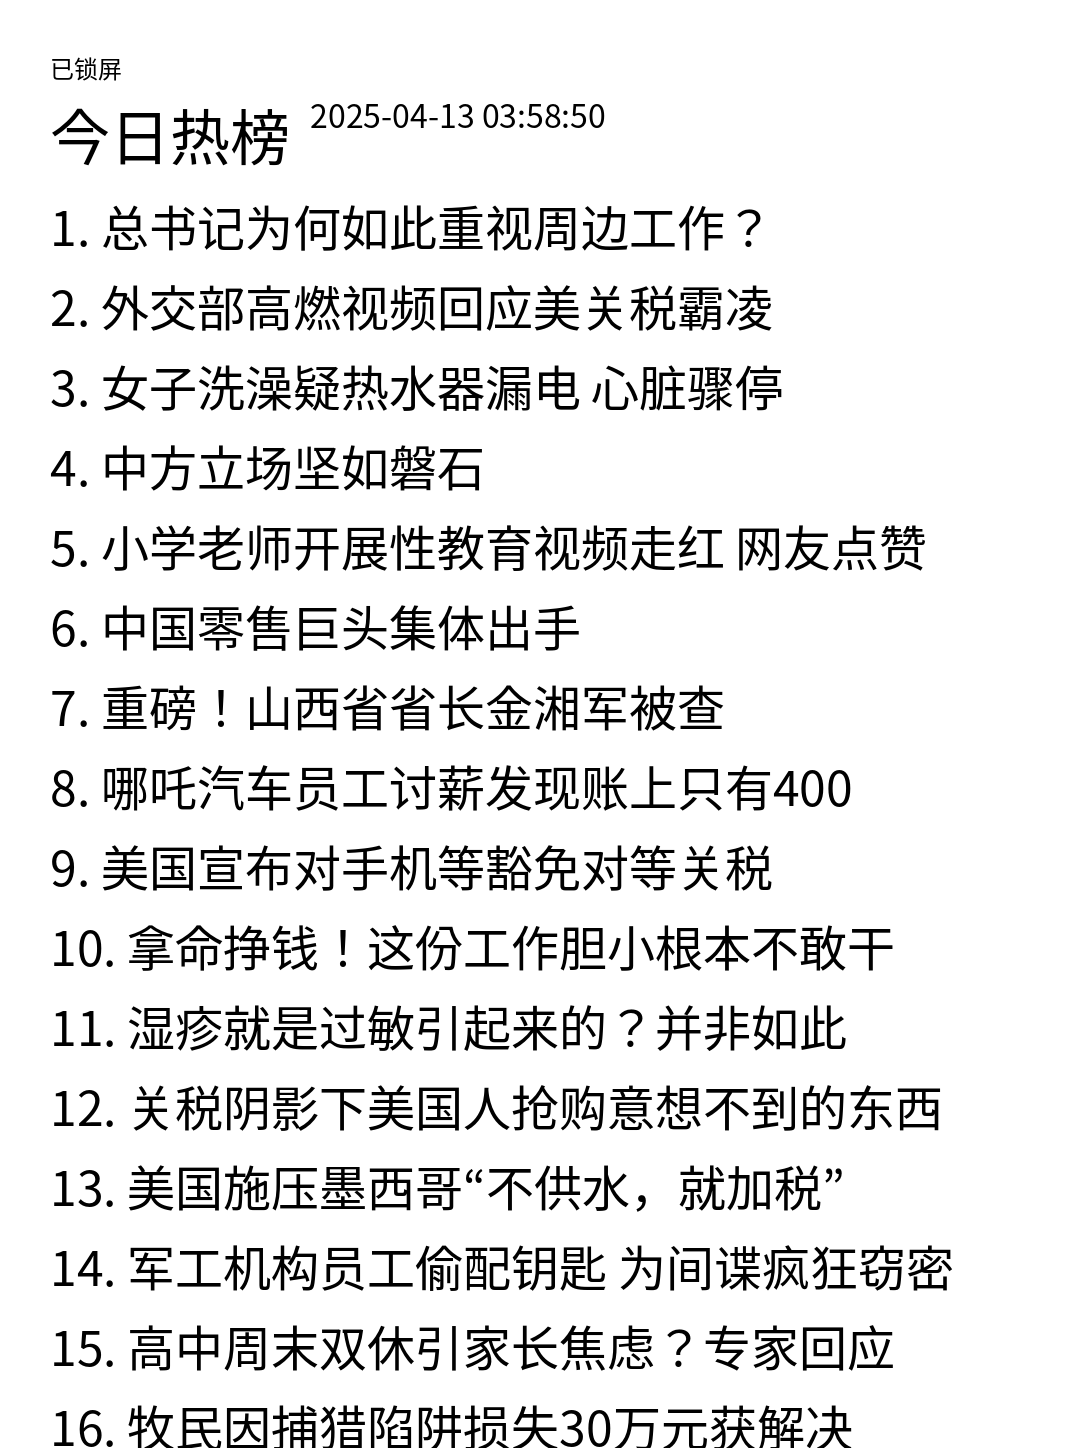 已锁屏
今日热榜 2025-04-13 03:58:50
1. 总书记为何如此重视周边工作？
2. 外交部高燃视频回应美关税霸凌
3. 女子洗澡疑热水器漏电 心脏骤停
4. 中方立场坚如磐石
5. 小学老师开展性教育视频走红 网友点赞
6. 中国零售巨头集体出手
7. 重磅！山西省省长金湘军被查
8. 哪吒汽车员工讨薪发现账上只有400
9. 美国宣布对手机等豁免对等关税
10. 拿命挣钱！这份工作胆小根本不敢干
11. 湿疹就是过敏引起来的？并非如此
12. 关税阴影下美国人抢购意想不到的东西
13. 美国施压墨西哥“不供水，就加税”
14. 军工机构员工偷配钥匙 为间谍疯狂窃密
15. 高中周末双休引家长焦虑？专家回应
16. 牧民因捕猎陷阱损失30万元获解决